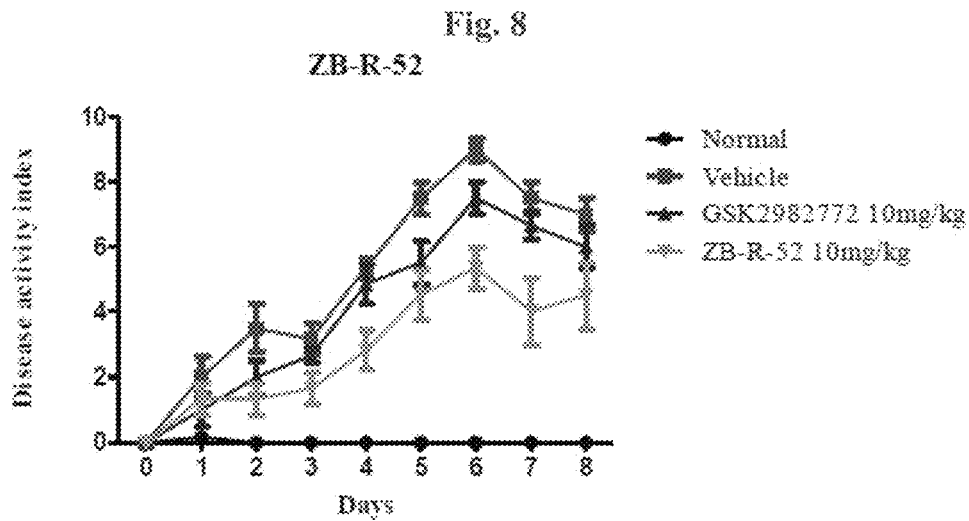 Fig. 8
ZB-R-52
Disease activity index
10
8
6
4
2
0
0 1 2 3 4 5 6 7 8
Days
Normal
Vehicle
GSK2982772 10mg/kg
ZB-R-52 10mg/kg